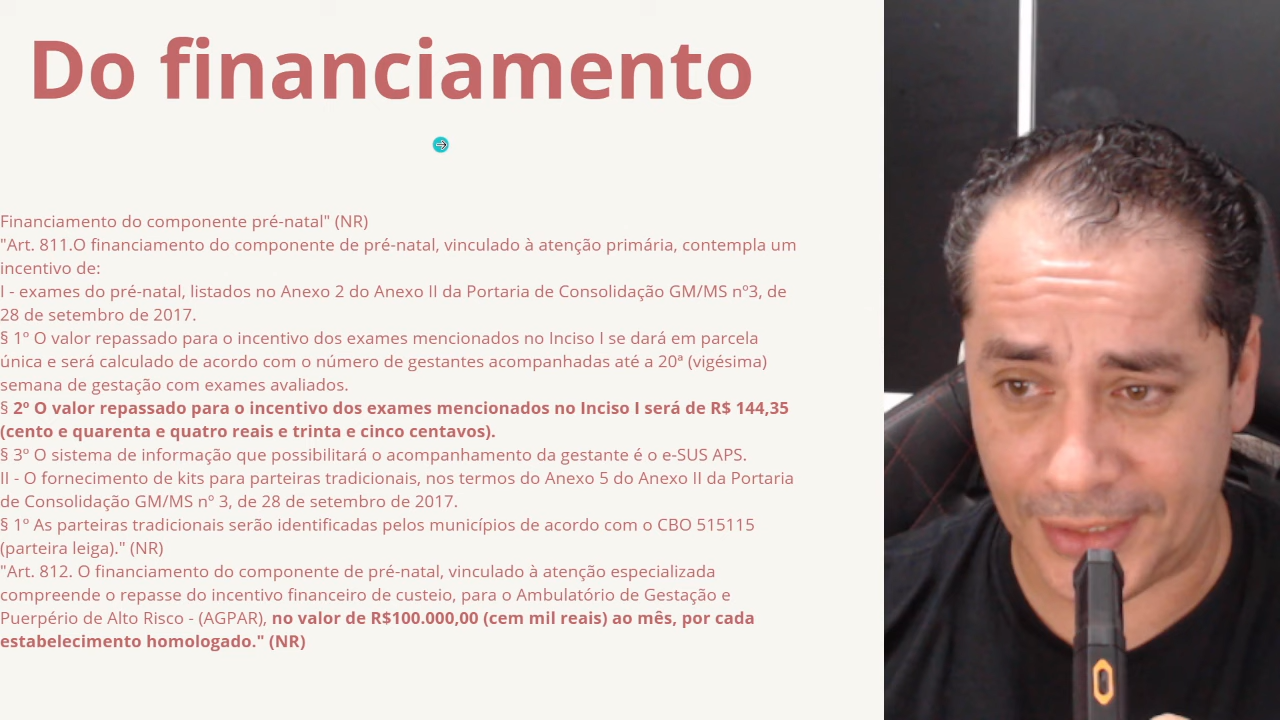 Do financiamento
Financiamento do componente pré-natal" (NR)
"Art. 811.O financiamento do componente de pré-natal, vinculado à atenção primária, contempla um
incentivo de:
I - exames do pré-natal, listados no Anexo 2 do Anexo II da Portaria de Consolidação GM/MS nº3, de
28 de setembro de 2017.
§ 1º O valor repassado para o incentivo dos exames mencionados no Inciso I se dará em parcela
única e será calculado de acordo com o número de gestantes acompanhadas até a 20ª (vigésima)
semana de gestação com exames avaliados.
§ 2º O valor repassado para o incentivo dos exames mencionados no Inciso I será de R$ 144,35
(cento e quarenta e quatro reais e trinta e cinco centavos).
§ 3º O sistema de informação que possibilitará o acompanhamento da gestante é o e-SUS APS.
II - O fornecimento de kits para parteiras tradicionais, nos termos do Anexo 5 do Anexo II da Portaria
de Consolidação GM/MS nº 3, de 28 de setembro de 2017.
§ 1º As parteiras tradicionais serão identificadas pelos municípios de acordo com o CBO 515115
(parteira leiga)." (NR)
"Art. 812. O financiamento do componente de pré-natal, vinculado à atenção especializada
compreende o repasse do incentivo financeiro de custeio, para o Ambulatório de Gestação e
Puerpério de Alto Risco - (AGPAR), no valor de R$100.000,00 (cem mil reais) ao mês, por cada
estabelecimento homologado." (NR)